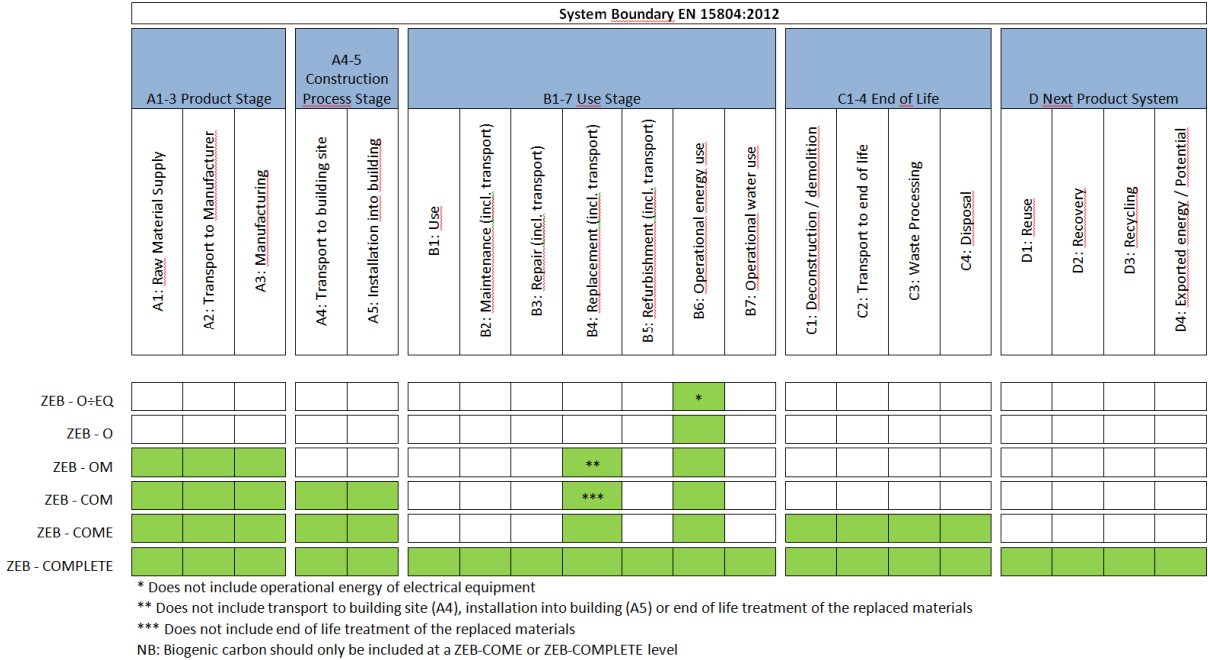 System Boundary EN 15804:2012
A1-3 Product Stage
A4-5
Construction
Process Stage
B1-7 Use Stage
C1-4 End of Life
D Next Product System
A1: Raw Material Supply
A2: Transport to Manufacturer
A3: Manufacturing
A4: Transport to building site
A5: Installation into building
B1: Use
B2: Maintenance (incl. transport)
B3: Repair (incl. transport)
B4: Replacement (incl. transport)
B5: Refurbishment (incl. transport)
B6: Operational energy use
B7: Operational water use
C1: Deconstruction / demolition
C2: Transport to end of life
C3: Waste Processing
C4: Disposal
D1: Reuse
D2: Recovery
D3: Recycling
D4: Exported energy / Potential
ZEB - O÷EQ *
ZEB - O
ZEB - OM **
ZEB - COM ***
ZEB - COME
ZEB - COMPLETE
* Does not include operational energy of electrical equipment
** Does not include transport to building site (A4), installation into building (A5) or end of life treatment of the replaced materials
*** Does not include end of life treatment of the replaced materials
NB: Biogenic carbon should only be included at a ZEB-COME or ZEB-COMPLETE level